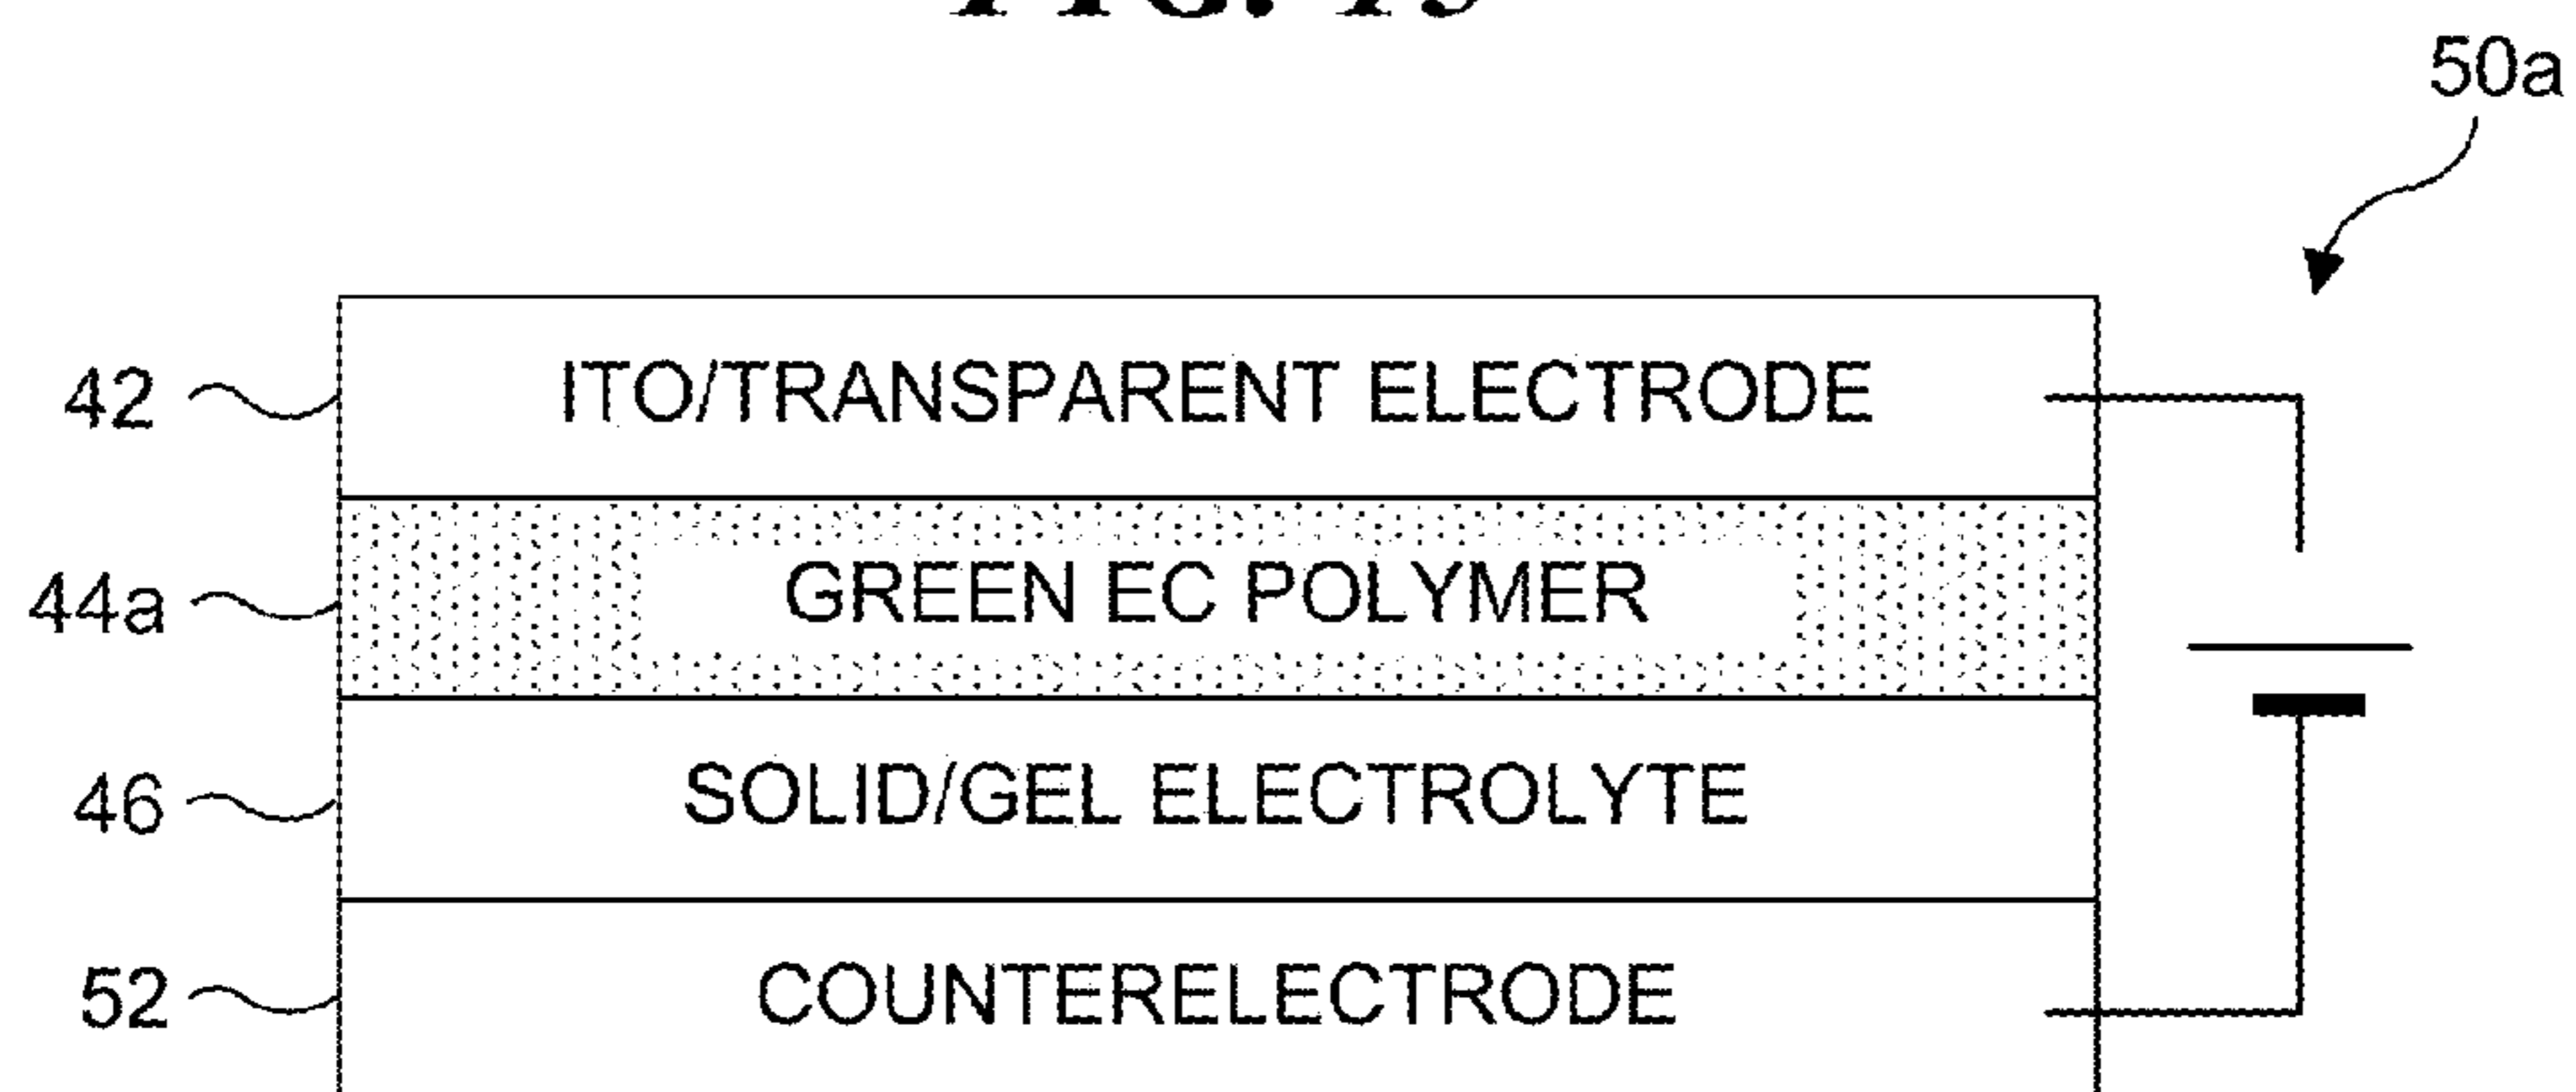 50a
42 ITO/TRANSPARENT ELECTRODE
44a GREEN EC POLYMER
46 SOLID/GEL ELECTROLYTE
52 COUNTERELECTRODE